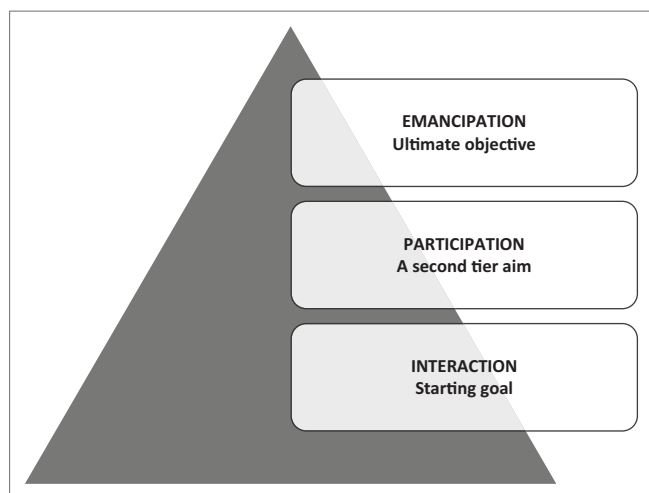 EMANCIPATION
Ultimate objective
PARTICIPATION
A second tier aim
INTERACTION
Starting goal